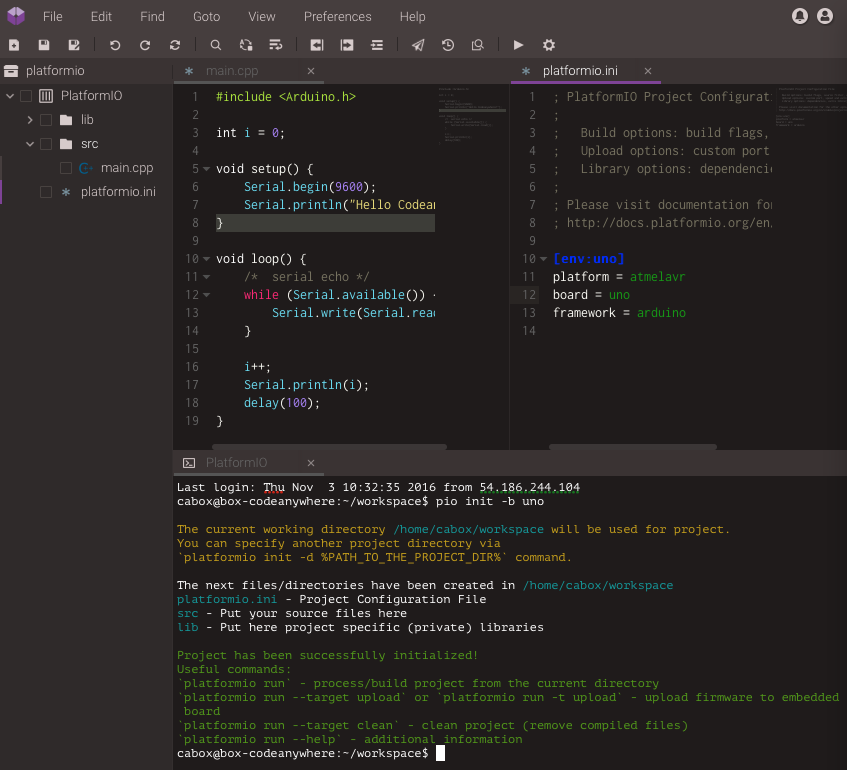 File Edit Find Goto View Preferences Help
platformio
PlatformIO
lib
src
main.cpp
platformio.ini
main.cpp
1 #include <Arduino.h>
2
3 int i = 0;
4
5 void setup() {
6 Serial.begin(9600);
7 Serial.println("Hello Codean
8 }
9
10 void loop() {
11 /* serial echo */
12 while (Serial.available()) {
13 Serial.write(Serial.read
14 }
15
16 i++;
17 Serial.println(i);
18 delay(100);
19 }
platformio.ini
1 ; PlatformIO Project Configurat
2 ;
3 ; Build options: build flags,
4 ; Upload options: custom port
5 ; Library options: dependencie
6 ;
7 ; Please visit documentation for
8 ; http://docs.platformio.org/en/
9
10 [env:uno]
11 platform = atmelavr
12 board = uno
13 framework = arduino
14
PlatformIO
Last login: Thu Nov  3 10:32:35 2016 from 54.186.244.104
cabox@box-codeanywhere:~/workspace$ pio init -b uno
The current working directory /home/cabox/workspace will be used for project.
You can specify another project directory via
`platformio init -d %PATH_TO_THE_PROJECT_DIR%` command.
The next files/directories have been created in /home/cabox/workspace
platformio.ini - Project Configuration File
src - Put your source files here
lib - Put here project specific (private) libraries
Project has been successfully initialized!
Useful commands:
`platformio run` - process/build project from the current directory
`platformio run --target upload` or `platformio run -t upload` - upload firmware to embedded
board
`platformio run --target clean` - clean project (remove compiled files)
`platformio run --help` - additional information
cabox@box-codeanywhere:~/workspace$